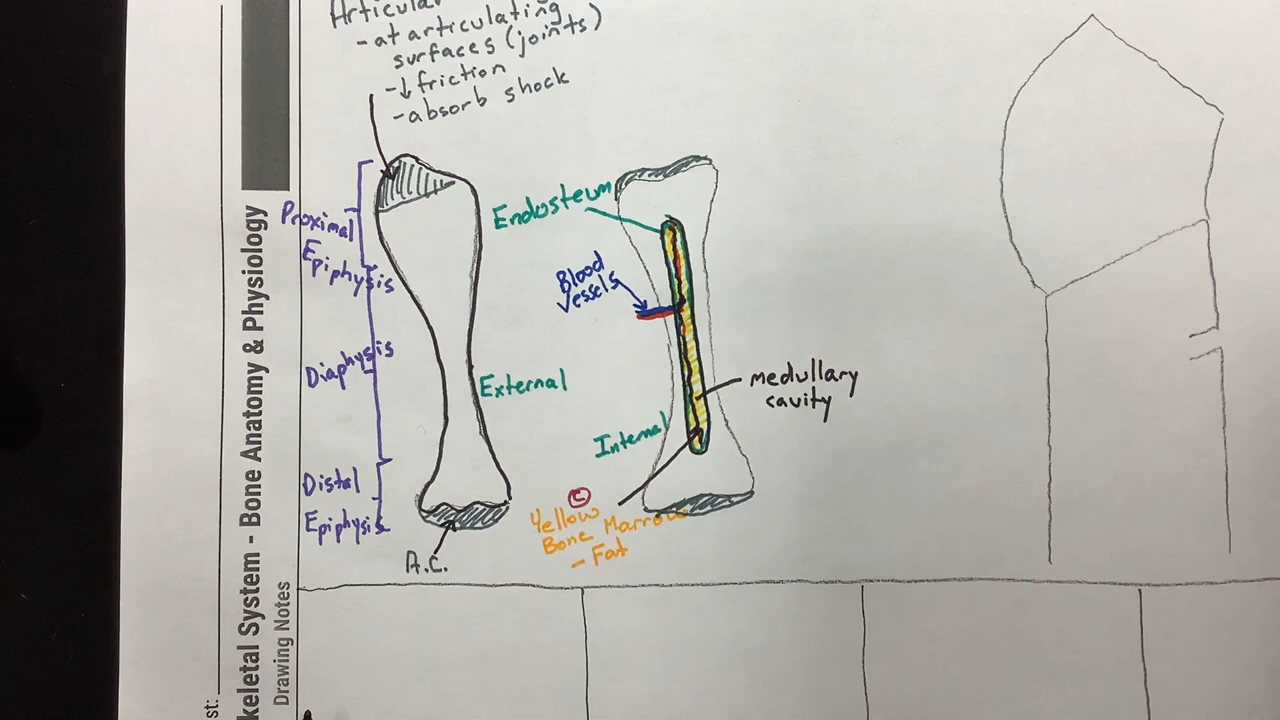 Articular
- at articulating
surfaces (joints)
- ↓ friction
- absorb shock
Proximal
Epiphysis
Diaphysis
Distal
Epiphysis
A.C.
External
Endosteum
Blood
Vessels
Internal
medullary
cavity
C
Yellow
Bone Marrow
- Fat
st:
keletal System - Bone Anatomy & Physiology
Drawing Notes